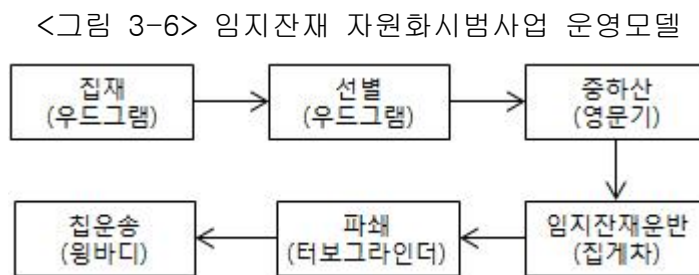 <그림 3-6> 임지잔재 자원화시범사업 운영모델
집재
(우드그램)
선별
(우드그램)
중하산
(영문기)
임지잔재운반
(집게차)
파쇄
(터보그라인더)
칩운송
(윙바디)